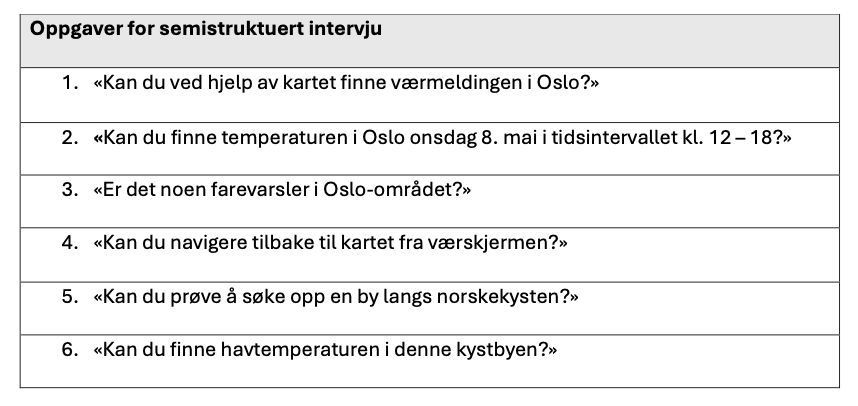 Oppgaver for semistruktuert intervju
1. «Kan du ved hjelp av kartet finne værmeldingen i Oslo?»
2. «Kan du finne temperaturen i Oslo onsdag 8. mai i tidsintervallet kl. 12 – 18?»
3. «Er det noen farevarsler i Oslo-området?»
4. «Kan du navigere tilbake til kartet fra værskjermen?»
5. «Kan du prøve å søke opp en by langs norskekysten?»
6. «Kan du finne havtemperaturen i denne kystbyen?»